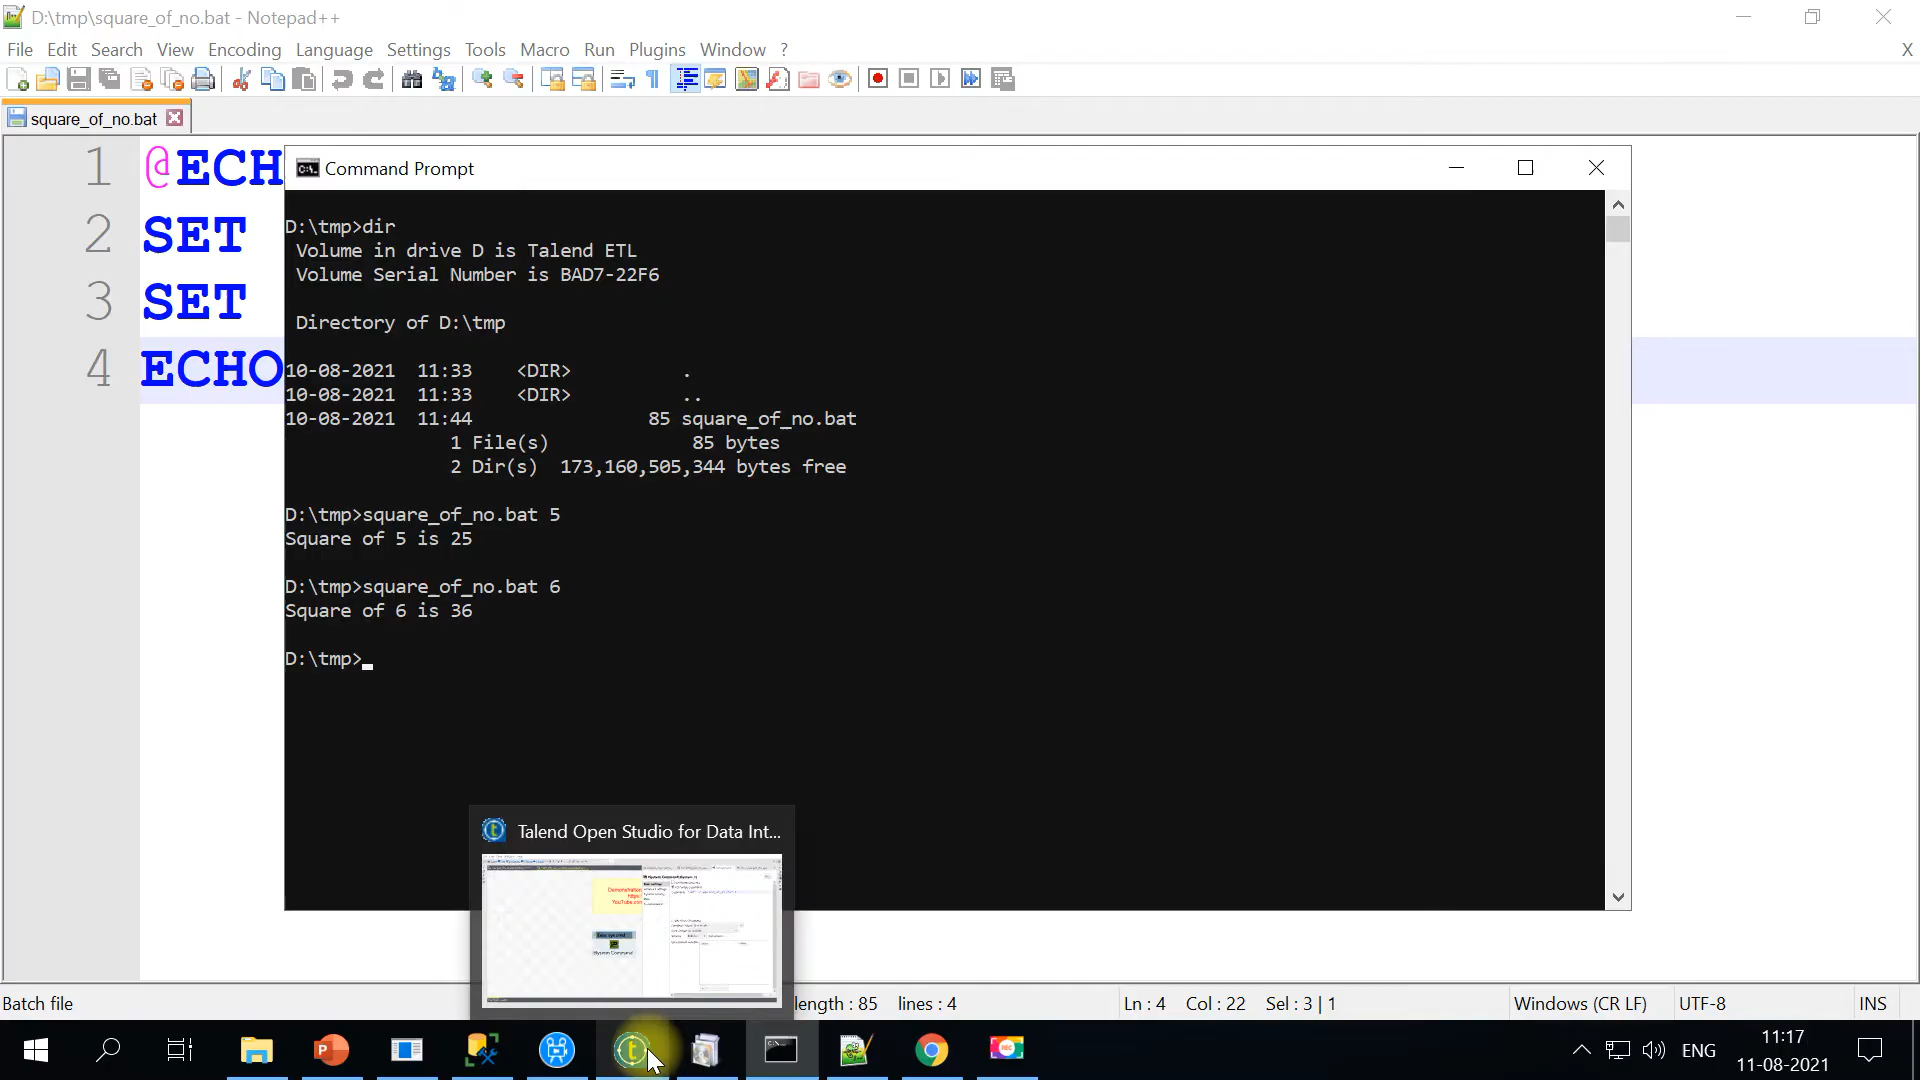 D:\tmp\square_of_no.bat - Notepad++
File Edit Search View Encoding Language Settings Tools Macro Run Plugins Window ? X
square_of_no.bat
1 @ECH
2 SET
3 SET
4 ECHO
Command Prompt
D:\tmp>dir
Volume in drive D is Talend ETL
Volume Serial Number is BAD7-22F6
Directory of D:\tmp
10-08-2021 11:33 <DIR> .
10-08-2021 11:33 <DIR> ..
10-08-2021 11:44 85 square_of_no.bat
1 File(s) 85 bytes
2 Dir(s) 173,160,505,344 bytes free
D:\tmp>square_of_no.bat 5
Square of 5 is 25
D:\tmp>square_of_no.bat 6
Square of 6 is 36
D:\tmp>
Talend Open Studio for Data Int...
Batch file length : 85 lines : 4 Ln : 4 Col : 22 Sel : 3 | 1 Windows (CR LF) UTF-8 INS
ENG
11:17
11-08-2021